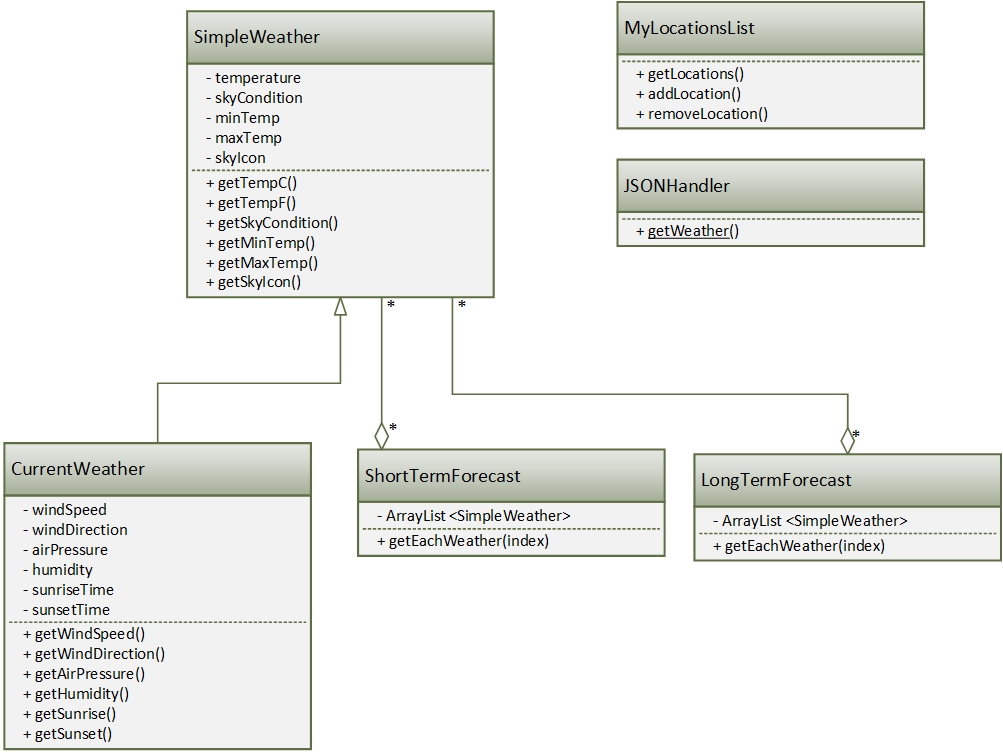 SimpleWeather
- temperature
- skyCondition
- minTemp
- maxTemp
- skyIcon
+ getTempC()
+ getTempF()
+ getSkyCondition()
+ getMinTemp()
+ getMaxTemp()
+ getSkyIcon()
MyLocationsList
+ getLocations()
+ addLocation()
+ removeLocation()
JSONHandler
+ getWeather()
* *
* *
CurrentWeather
- windSpeed
- windDirection
- airPressure
- humidity
- sunriseTime
- sunsetTime
+ getWindSpeed()
+ getWindDirection()
+ getAirPressure()
+ getHumidity()
+ getSunrise()
+ getSunset()
ShortTermForecast
- ArrayList <SimpleWeather>
+ getEachWeather(index)
LongTermForecast
- ArrayList <SimpleWeather>
+ getEachWeather(index)